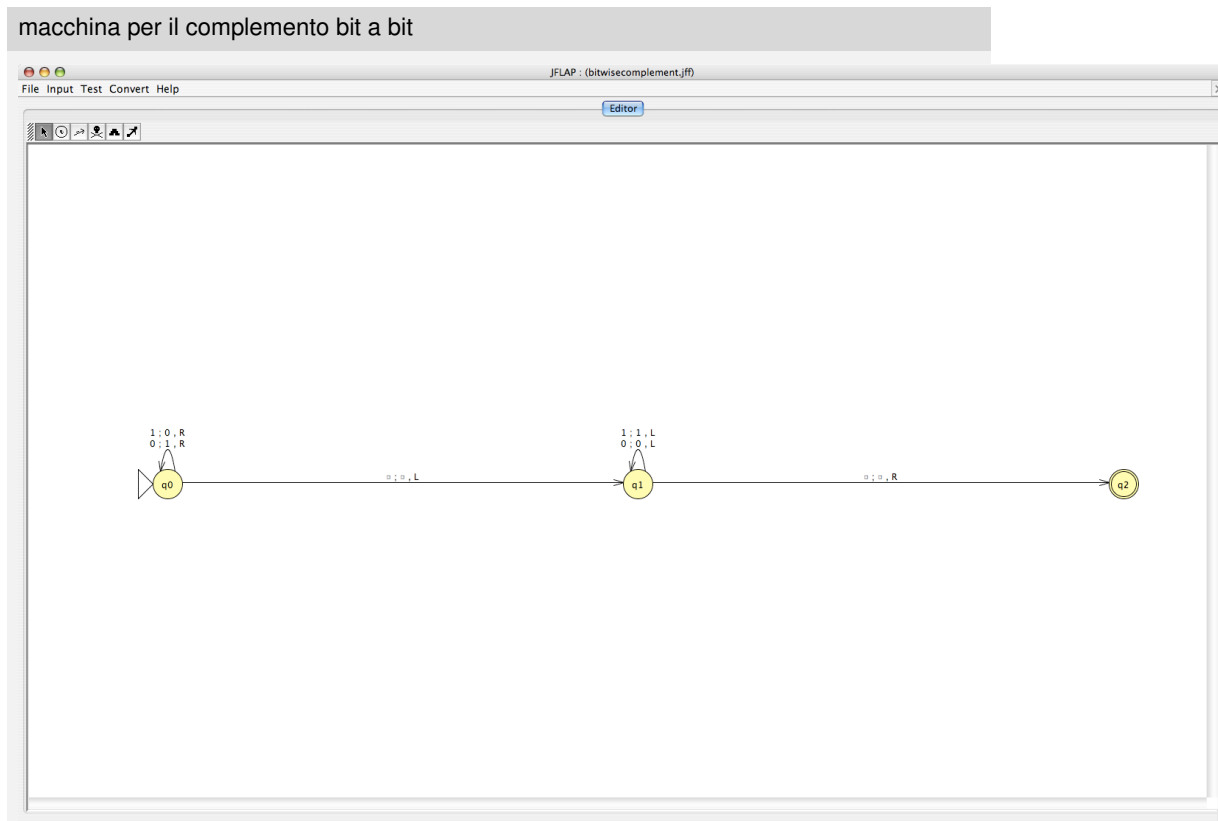 macchina per il complemento bit a bit
JFLAP : (bitwisecomplement.jff)
File Input Test Convert Help
Editor
1 ; 0 , R
0 ; 1 , R
1 ; 1 , L
0 ; 0 , L
q0
□ ; □ , L
q1
□ ; □ , R
q2